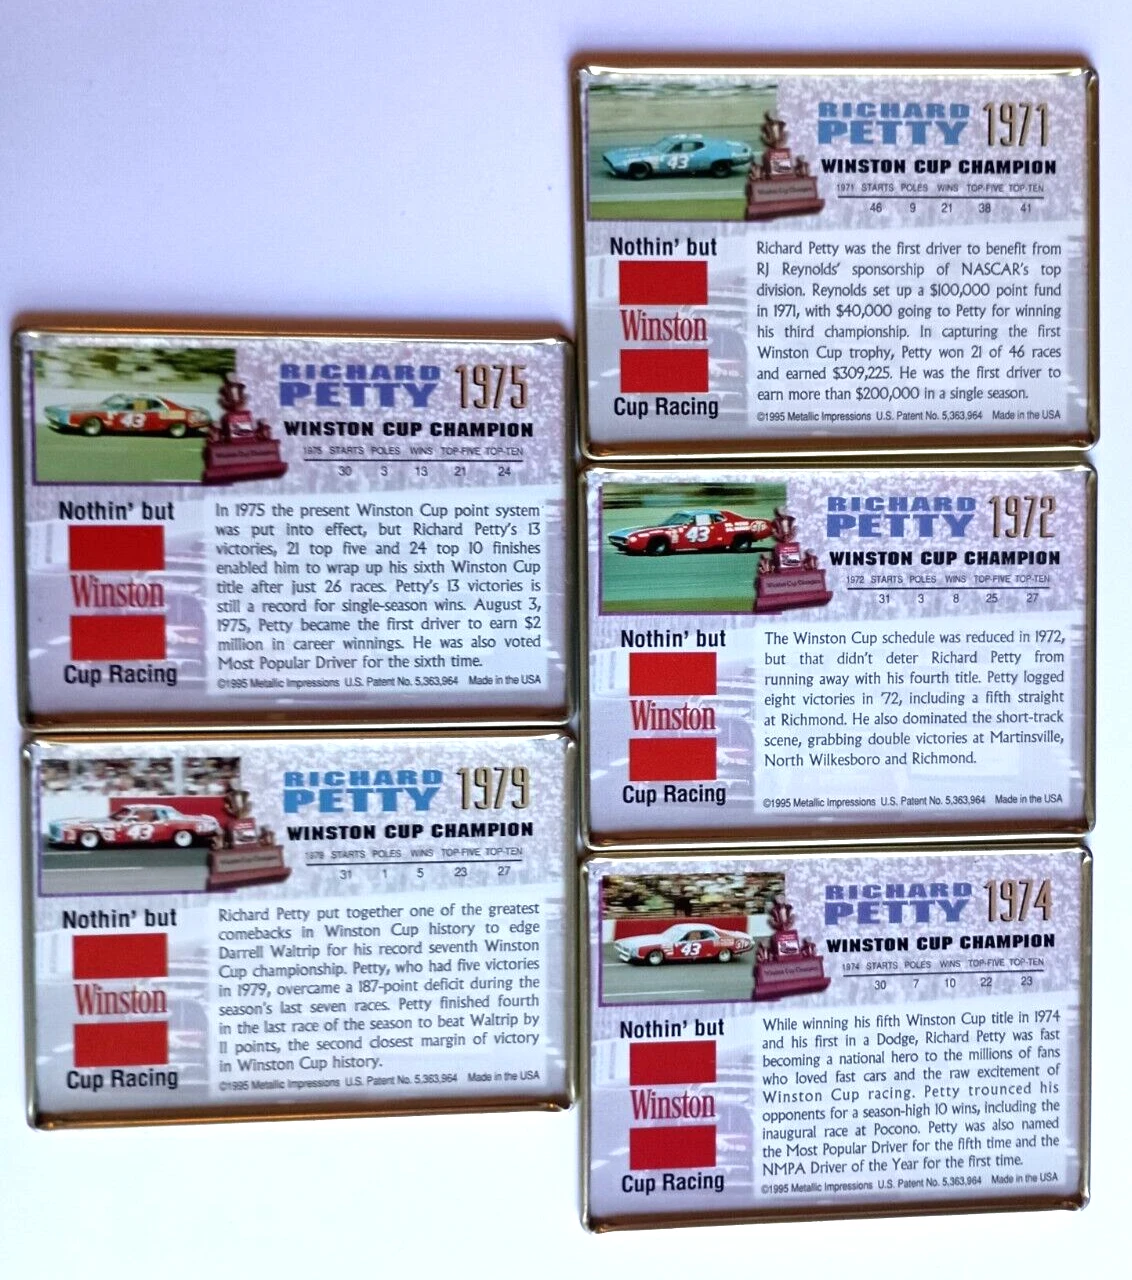 RICHARD
PETTY 1971
WINSTON CUP CHAMPION
1971 STARTS POLES WINS TOP-FIVE TOP-TEN
46 9 21 38 41
43
Winston Cup Champion
Nothin' but
Winston
Cup Racing
Richard Petty was the first driver to benefit from
RJ Reynolds' sponsorship of NASCAR's top
division. Reynolds set up a $100,000 point fund
in 1971, with $40,000 going to Petty for winning
his third championship. In capturing the first
Winston Cup trophy, Petty won 21 of 46 races
and earned $309,225. He was the first driver to
earn more than $200,000 in a single season.
©1995 Metallic Impressions U.S. Patent No. 5,363,964 Made in the USA
RICHARD
PETTY 1975
WINSTON CUP CHAMPION
1975 STARTS POLES WINS TOP-FIVE TOP-TEN
30 3 13 21 24
43
Winston Cup Champion
Nothin' but
Winston
Cup Racing
In 1975 the present Winston Cup point system
was put into effect, but Richard Petty's 13
victories, 21 top five and 24 top 10 finishes
enabled him to wrap up his sixth Winston Cup
title after just 26 races. Petty's 13 victories is
still a record for single-season wins. August 3,
1975, Petty became the first driver to earn $2
million in career winnings. He was also voted
Most Popular Driver for the sixth time.
©1995 Metallic Impressions U.S. Patent No. 5,363,964 Made in the USA
RICHARD
PETTY 1972
WINSTON CUP CHAMPION
1972 STARTS POLES WINS TOP-FIVE TOP-TEN
31 3 8 25 27
43
STP
Winston Cup Champion
Nothin' but
Winston
Cup Racing
The Winston Cup schedule was reduced in 1972,
but that didn't deter Richard Petty from
running away with his fourth title. Petty logged
eight victories in '72, including a fifth straight
at Richmond. He also dominated the short-track
scene, grabbing double victories at Martinsville,
North Wilkesboro and Richmond.
©1995 Metallic Impressions U.S. Patent No. 5,363,964 Made in the USA
RICHARD
PETTY 1979
WINSTON CUP CHAMPION
1979 STARTS POLES WINS TOP-FIVE TOP-TEN
31 1 5 23 27
43
Winston Cup Champion
Nothin' but
Winston
Cup Racing
Richard Petty put together one of the greatest
comebacks in Winston Cup history to edge
Darrell Waltrip for his record seventh Winston
Cup championship. Petty, who had five victories
in 1979, overcame a 187-point deficit during the
season's last seven races. Petty finished fourth
in the last race of the season to beat Waltrip by
11 points, the second closest margin of victory
in Winston Cup history.
©1995 Metallic Impressions U.S. Patent No. 5,363,964 Made in the USA
RICHARD
PETTY 1974
WINSTON CUP CHAMPION
1974 STARTS POLES WINS TOP-FIVE TOP-TEN
30 7 10 22 23
43
Winston Cup Champion
Nothin' but
Winston
Cup Racing
While winning his fifth Winston Cup title in 1974
and his first in a Dodge, Richard Petty was fast
becoming a national hero to the millions of fans
who loved fast cars and the raw excitement of
Winston Cup racing. Petty trounced his
opponents for a season-high 10 wins, including the
inaugural race at Pocono. Petty was also named
the Most Popular Driver for the fifth time and the
NMPA Driver of the Year for the first time.
©1995 Metallic Impressions U.S. Patent No. 5,363,964 Made in the USA